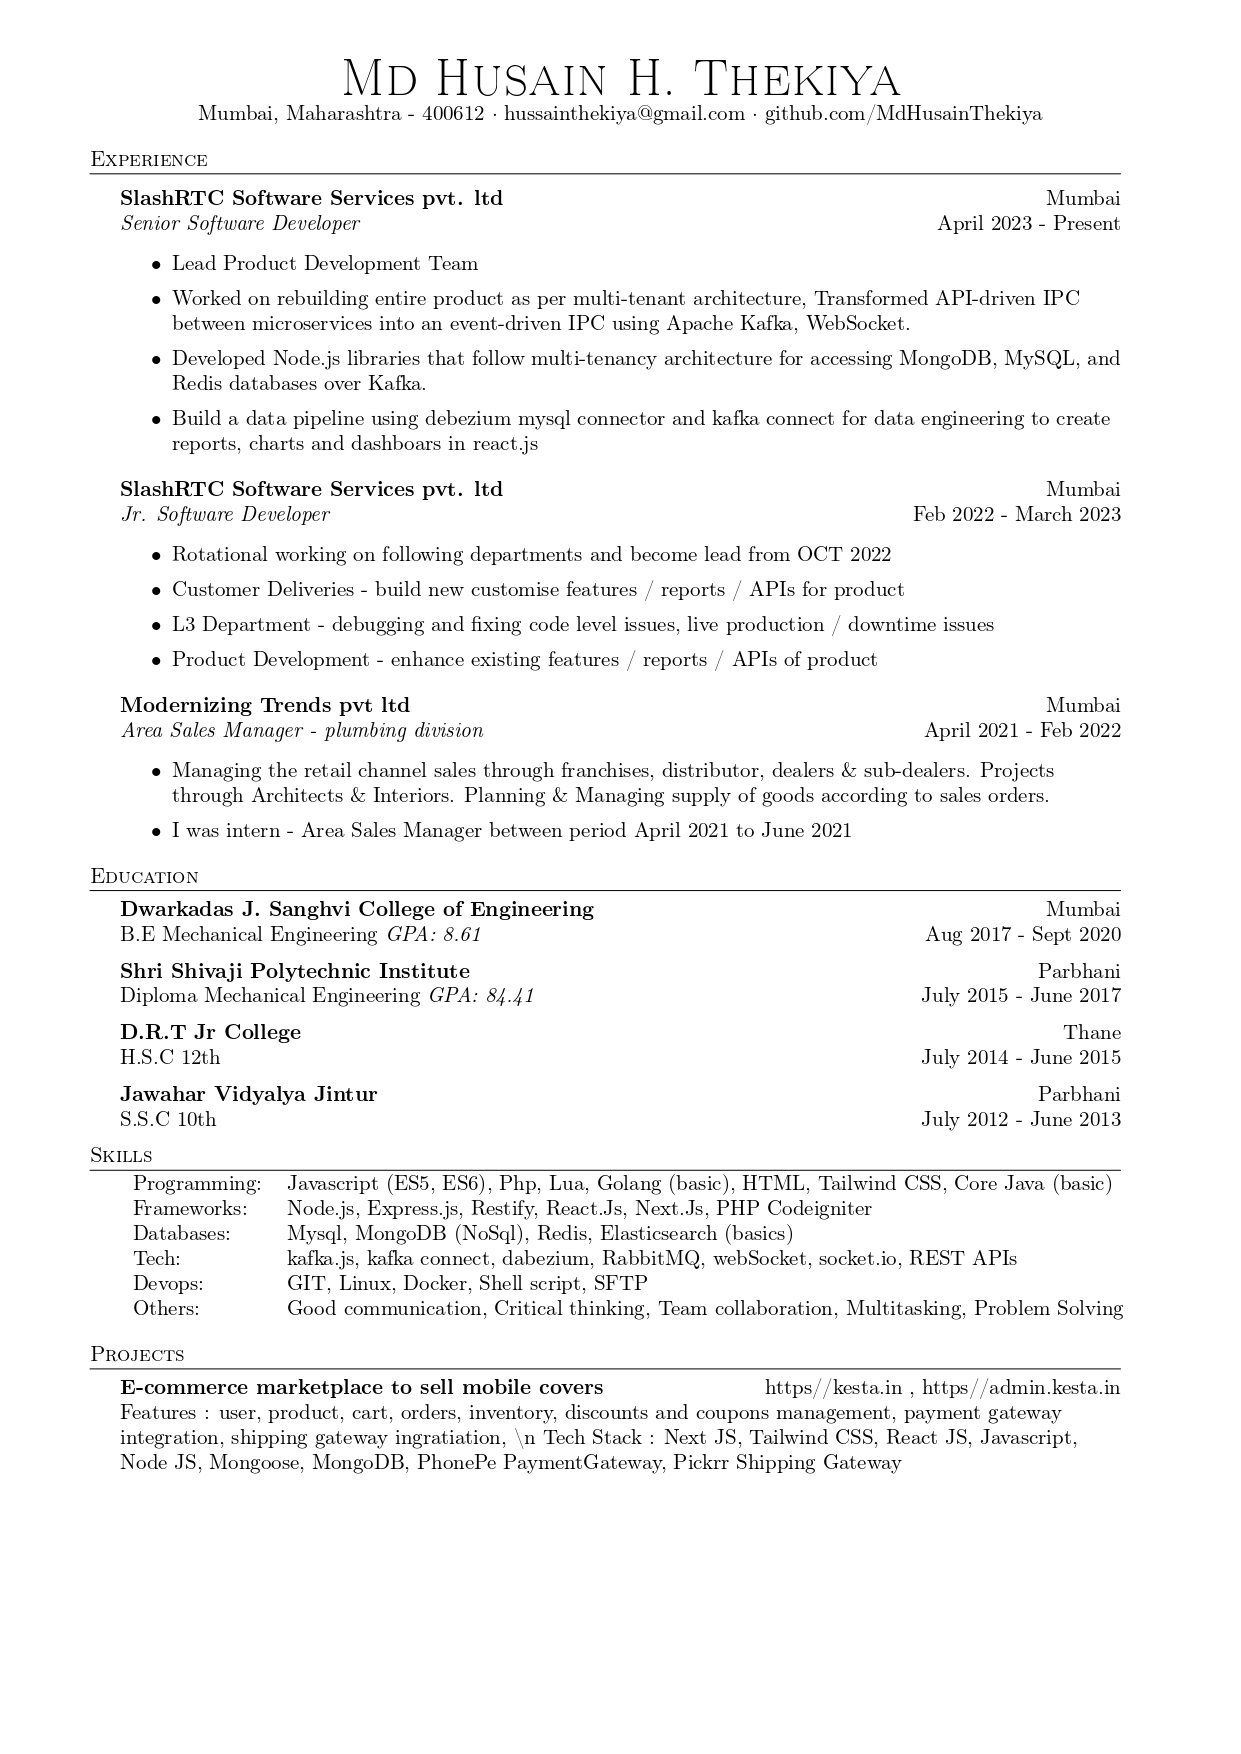 Md Husain H. Thekiya
Mumbai, Maharashtra - 400612 · hussainthekiya@gmail.com · github.com/MdHusainThekiya
Experience
SlashRTC Software Services pvt. ltd Mumbai
Senior Software Developer April 2023 - Present
• Lead Product Development Team
• Worked on rebuilding entire product as per multi-tenant architecture, Transformed API-driven IPC
between microservices into an event-driven IPC using Apache Kafka, WebSocket.
• Developed Node.js libraries that follow multi-tenancy architecture for accessing MongoDB, MySQL, and
Redis databases over Kafka.
• Build a data pipeline using debezium mysql connector and kafka connect for data engineering to create
reports, charts and dashboars in react.js
SlashRTC Software Services pvt. ltd Mumbai
Jr. Software Developer Feb 2022 - March 2023
• Rotational working on following departments and become lead from OCT 2022
• Customer Deliveries - build new customise features / reports / APIs for product
• L3 Department - debugging and fixing code level issues, live production / downtime issues
• Product Development - enhance existing features / reports / APIs of product
Modernizing Trends pvt ltd Mumbai
Area Sales Manager - plumbing division April 2021 - Feb 2022
• Managing the retail channel sales through franchises, distributor, dealers & sub-dealers. Projects
through Architects & Interiors. Planning & Managing supply of goods according to sales orders.
• I was intern - Area Sales Manager between period April 2021 to June 2021
Education
Dwarkadas J. Sanghvi College of Engineering Mumbai
B.E Mechanical Engineering GPA: 8.61 Aug 2017 - Sept 2020
Shri Shivaji Polytechnic Institute Parbhani
Diploma Mechanical Engineering GPA: 84.41 July 2015 - June 2017
D.R.T Jr College Thane
H.S.C 12th July 2014 - June 2015
Jawahar Vidyalya Jintur Parbhani
S.S.C 10th July 2012 - June 2013
Skills
Programming: Javascript (ES5, ES6), Php, Lua, Golang (basic), HTML, Tailwind CSS, Core Java (basic)
Frameworks: Node.js, Express.js, Restify, React.Js, Next.Js, PHP Codeigniter
Databases: Mysql, MongoDB (NoSql), Redis, Elasticsearch (basics)
Tech: kafka.js, kafka connect, dabezium, RabbitMQ, webSocket, socket.io, REST APIs
Devops: GIT, Linux, Docker, Shell script, SFTP
Others: Good communication, Critical thinking, Team collaboration, Multitasking, Problem Solving
Projects
E-commerce marketplace to sell mobile covers https//kesta.in , https//admin.kesta.in
Features : user, product, cart, orders, inventory, discounts and coupons management, payment gateway
integration, shipping gateway ingratiation, \n Tech Stack : Next JS, Tailwind CSS, React JS, Javascript,
Node JS, Mongoose, MongoDB, PhonePe PaymentGateway, Pickrr Shipping Gateway